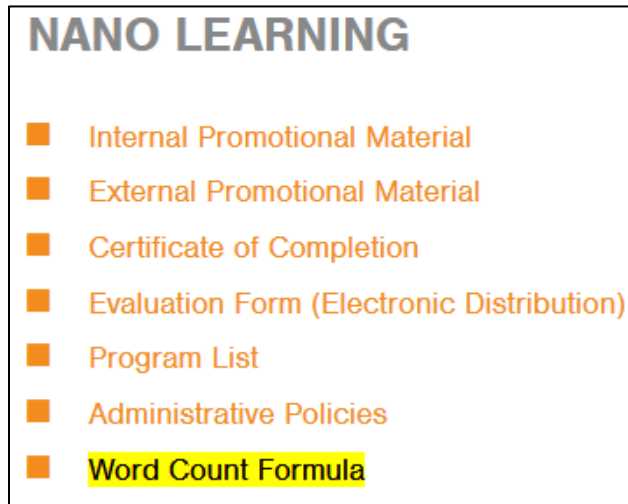 NANO LEARNING
Internal Promotional Material
External Promotional Material
Certificate of Completion
Evaluation Form (Electronic Distribution)
Program List
Administrative Policies
Word Count Formula